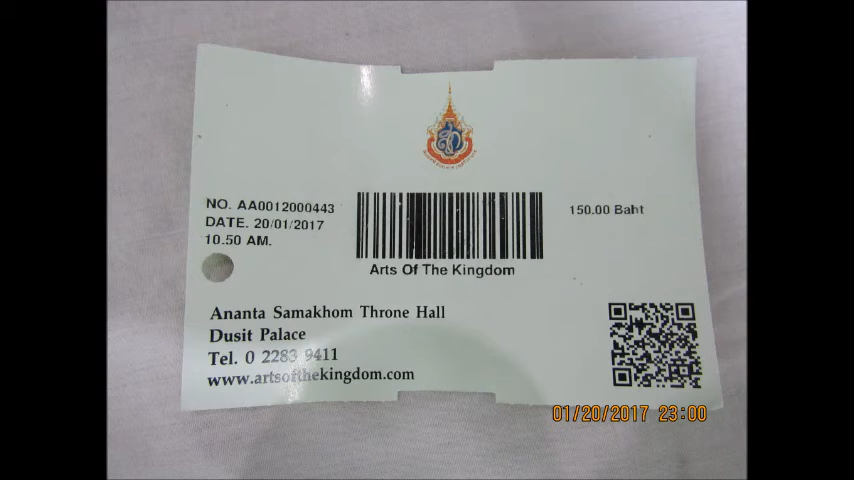 NO. AA0012000443
DATE. 20/01/2017
10.50 AM.
150.00 Baht
Arts Of The Kingdom
Ananta Samakhom Throne Hall
Dusit Palace
Tel. 0 2283 9411
www.artsofthekingdom.com
01/20/2017 23:00